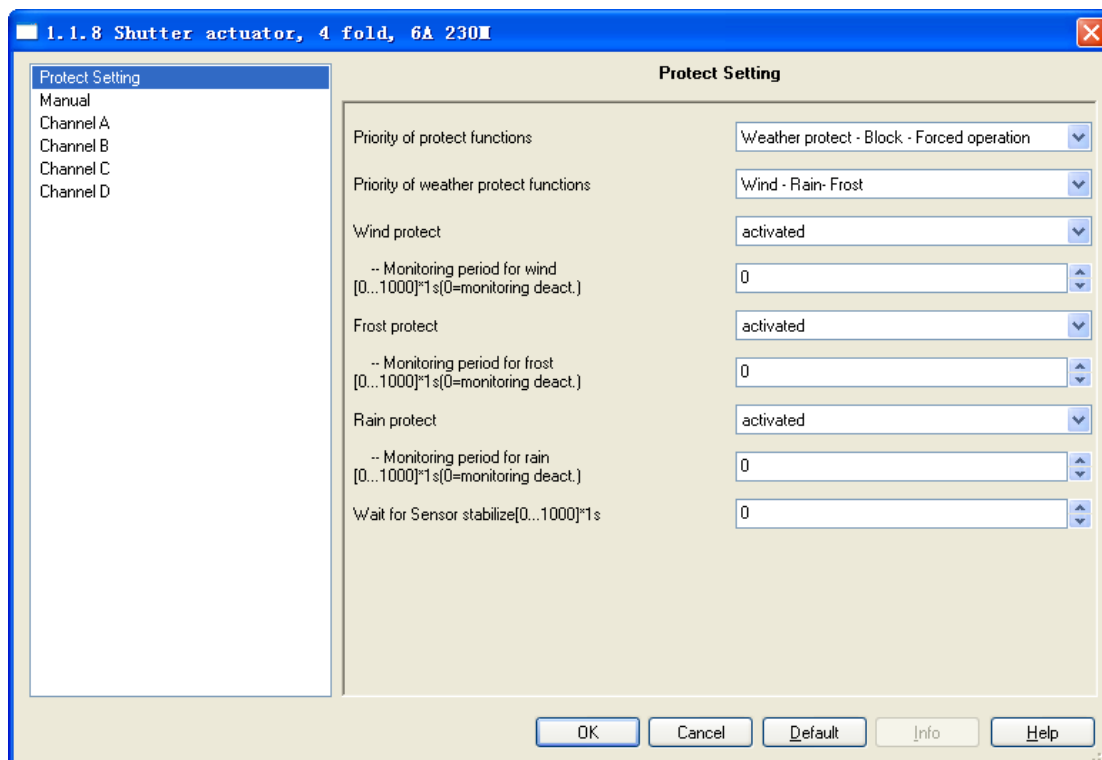 1.1.8 Shutter actuator, 4 fold, 6A 230M
Protect Setting
Manual
Channel A
Channel B
Channel C
Channel D
Protect Setting
Priority of protect functions
Weather protect - Block - Forced operation
Priority of weather protect functions
Wind - Rain- Frost
Wind protect
activated
-- Monitoring period for wind
[0...1000]*1s(0=monitoring deact.)
0
Frost protect
activated
-- Monitoring period for frost
[0...1000]*1s(0=monitoring deact.)
0
Rain protect
activated
-- Monitoring period for rain
[0...1000]*1s(0=monitoring deact.)
0
Wait for Sensor stabilize[0...1000]*1s
0
OK
Cancel
Default
Info
Help